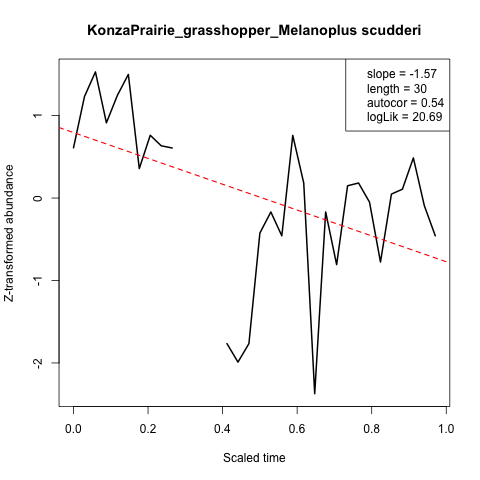 KonzaPrairie_grasshopper_Melanoplus scudderi
slope = -1.57
length = 30
autocor = 0.54
logLik = 20.69
Z-transformed abundance
1
0
-1
-2
0.0 0.2 0.4 0.6 0.8 1.0
Scaled time